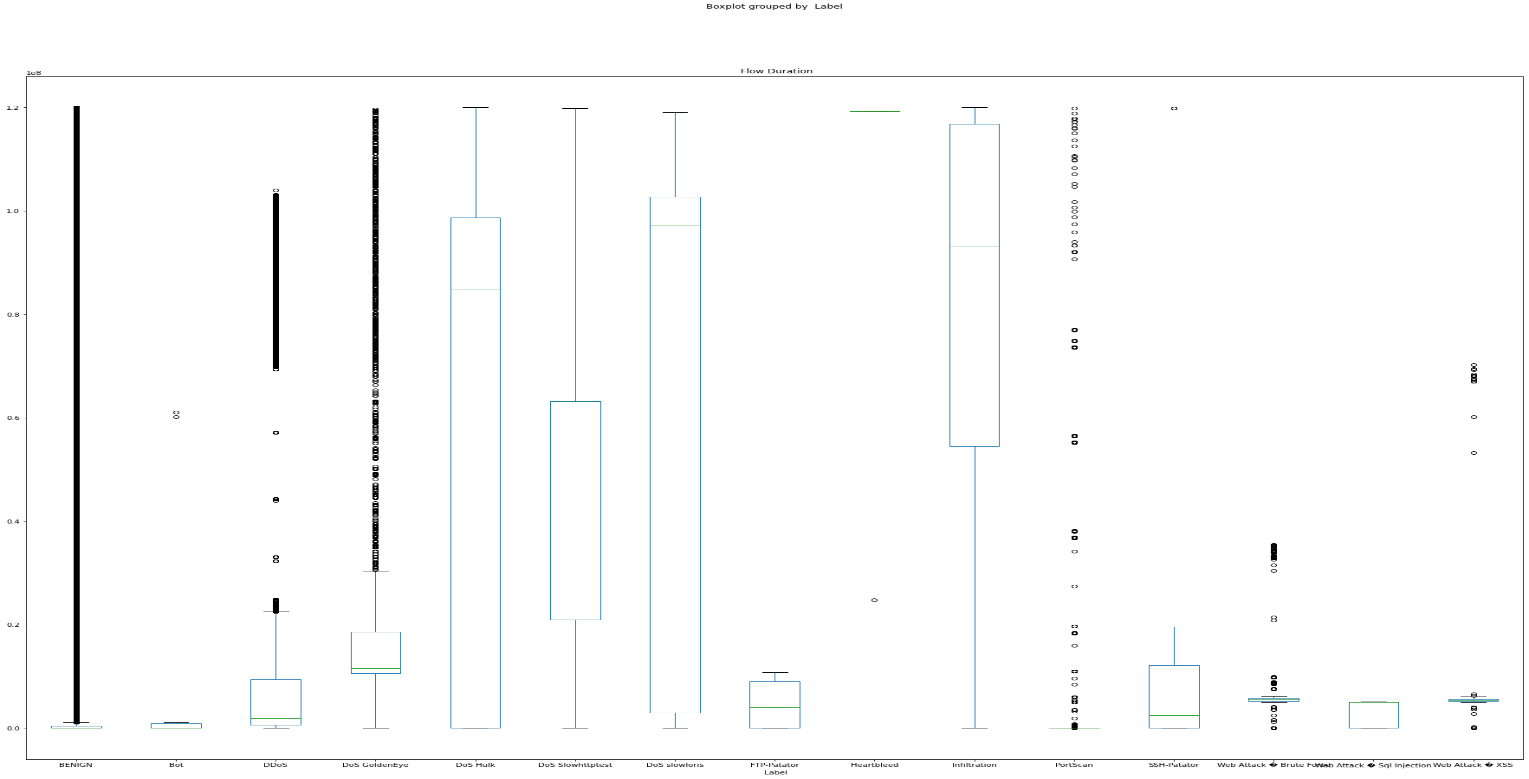 Boxplot grouped by Label
Flow Duration
1e8
1.2
1.0
0.8
0.6
0.4
0.2
0.0
BENIGN Bot DDoS DoS GoldenEye DoS Hulk DoS Slowhttptest DoS slowloris FTP-Patator Heartbleed Infiltration PortScan SSH-Patator Web Attack � Brute Force Web Attack � Sql Injection Web Attack � XSS
Label